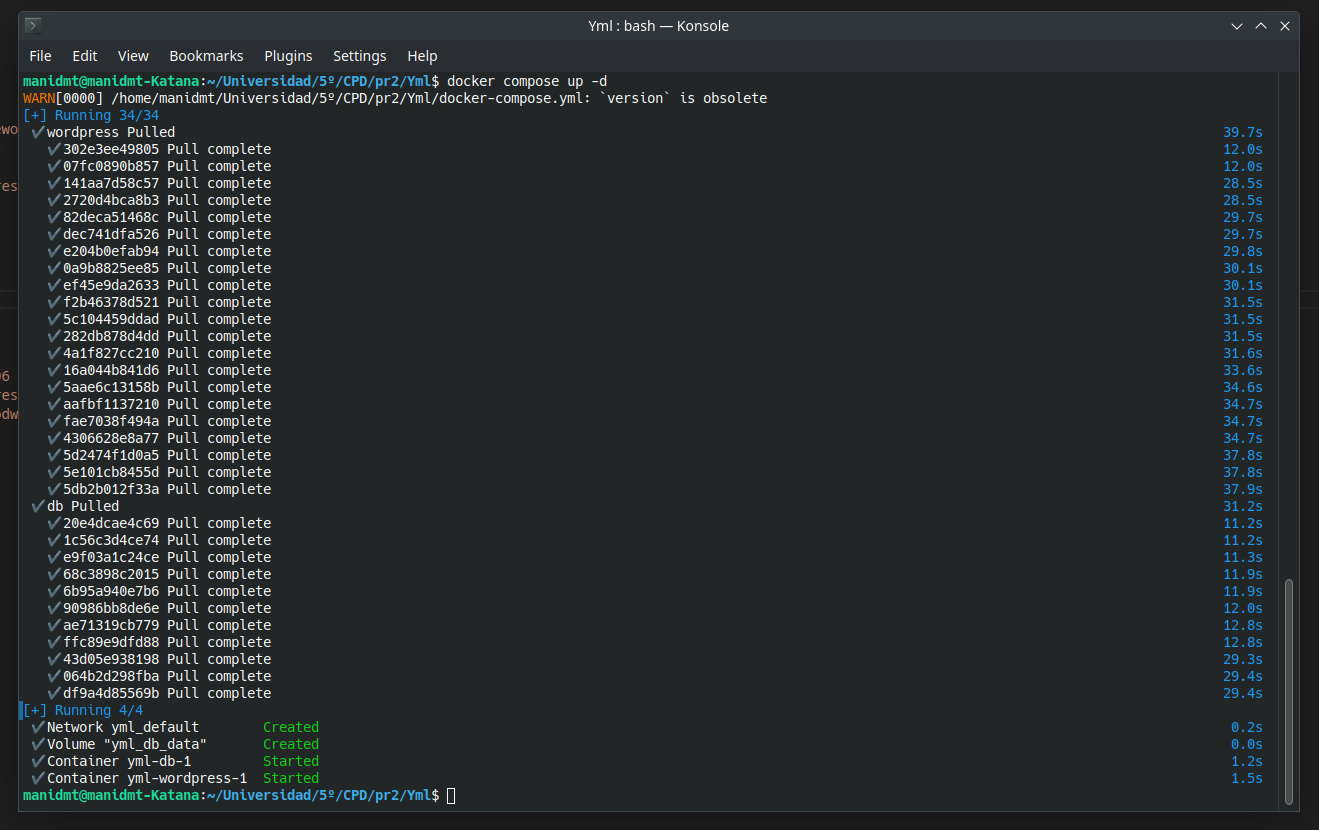 Yml : bash — Konsole
File Edit View Bookmarks Plugins Settings Help
manidmt@manidmt-Katana:~/Universidad/5º/CPD/pr2/Yml$ docker compose up -d
WARN[0000] /home/manidmt/Universidad/5º/CPD/pr2/Yml/docker-compose.yml: `version` is obsolete
[+] Running 34/34
✔wordpress Pulled 39.7s
✔302e3ee49805 Pull complete 12.0s
✔07fc0890b857 Pull complete 12.0s
✔141aa7d58c57 Pull complete 28.5s
✔2720d4bca8b3 Pull complete 28.5s
✔82deca51468c Pull complete 29.7s
✔dec741dfa526 Pull complete 29.7s
✔e204b0efab94 Pull complete 29.8s
✔0a9b8825ee85 Pull complete 30.1s
✔ef45e9da2633 Pull complete 30.1s
✔f2b46378d521 Pull complete 31.5s
✔5c104459ddad Pull complete 31.5s
✔282db878d4dd Pull complete 31.5s
✔4a1f827cc210 Pull complete 31.6s
✔16a044b841d6 Pull complete 33.6s
✔5aae6c13158b Pull complete 34.6s
✔aafbf1137210 Pull complete 34.7s
✔fae7038f494a Pull complete 34.7s
✔4306628e8a77 Pull complete 34.7s
✔5d2474f1d0a5 Pull complete 37.8s
✔5e101cb8455d Pull complete 37.8s
✔5db2b012f33a Pull complete 37.9s
✔db Pulled 31.2s
✔20e4dcae4c69 Pull complete 11.2s
✔1c56c3d4ce74 Pull complete 11.2s
✔e9f03a1c24ce Pull complete 11.3s
✔68c3898c2015 Pull complete 11.9s
✔6b95a940e7b6 Pull complete 11.9s
✔90986bb8de6e Pull complete 12.0s
✔ae71319cb779 Pull complete 12.8s
✔ffc89e9dfd88 Pull complete 12.8s
✔43d05e938198 Pull complete 29.3s
✔064b2d298fba Pull complete 29.4s
✔df9a4d85569b Pull complete 29.4s
[+] Running 4/4
✔Network yml_default Created 0.2s
✔Volume "yml_db_data" Created 0.0s
✔Container yml-db-1 Started 1.2s
✔Container yml-wordpress-1 Started 1.5s
manidmt@manidmt-Katana:~/Universidad/5º/CPD/pr2/Yml$